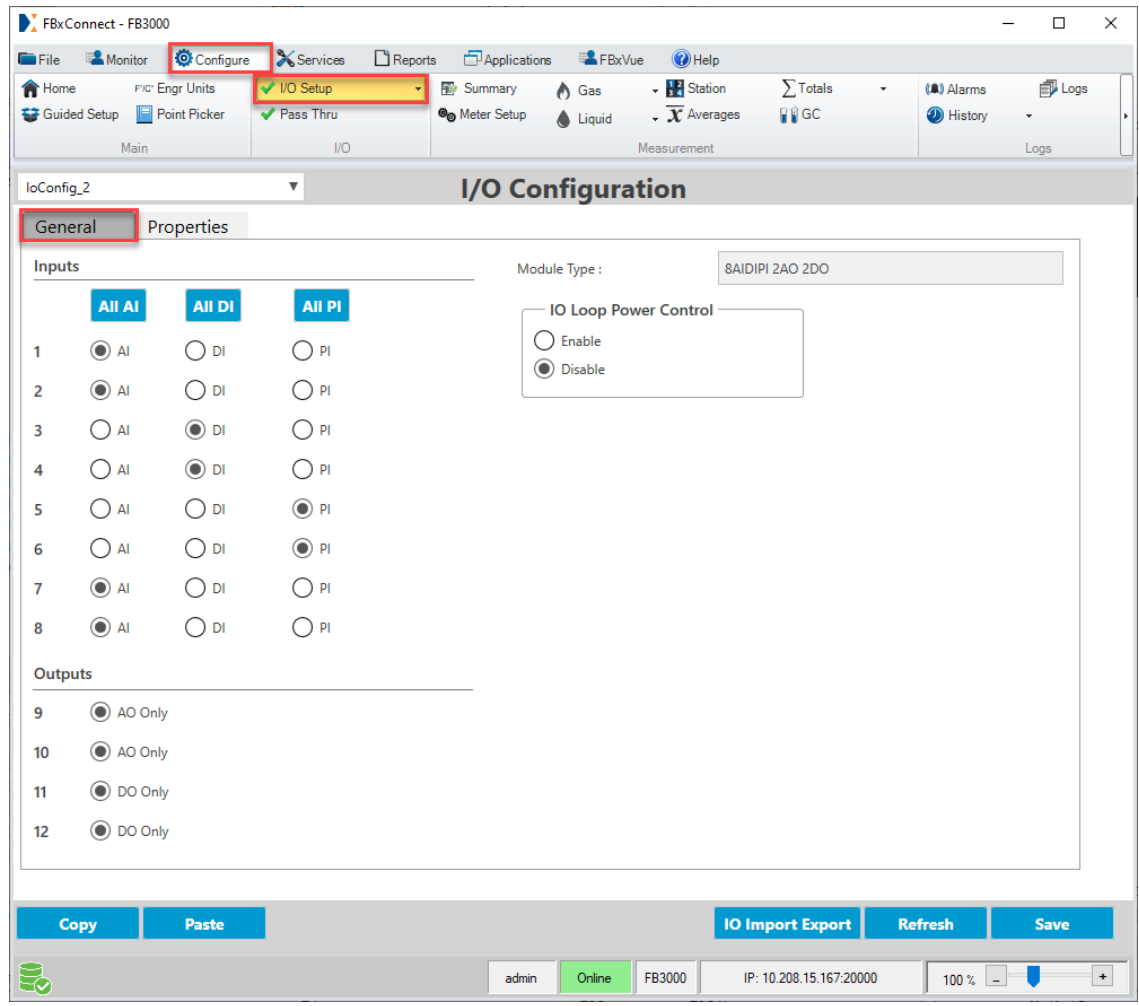 FBxConnect - FB3000
File Monitor Configure Services Reports Applications FBxVue Help
Home Engr Units I/O Setup Summary Gas Station Totals Alarms Logs
Guided Setup Point Picker Pass Thru Meter Setup Liquid Averages GC History
Main I/O Measurement Logs
IoConfig_2
I/O Configuration
General Properties
Inputs
Module Type : 8AIDIPI 2AO 2DO
All AI All DI All PI
IO Loop Power Control
1 AI DI PI
Enable
Disable
2 AI DI PI
3 AI DI PI
4 AI DI PI
5 AI DI PI
6 AI DI PI
7 AI DI PI
8 AI DI PI
Outputs
9 AO Only
10 AO Only
11 DO Only
12 DO Only
Copy Paste IO Import Export Refresh Save
admin Online FB3000 IP: 10.208.15.167:20000 100 % - +